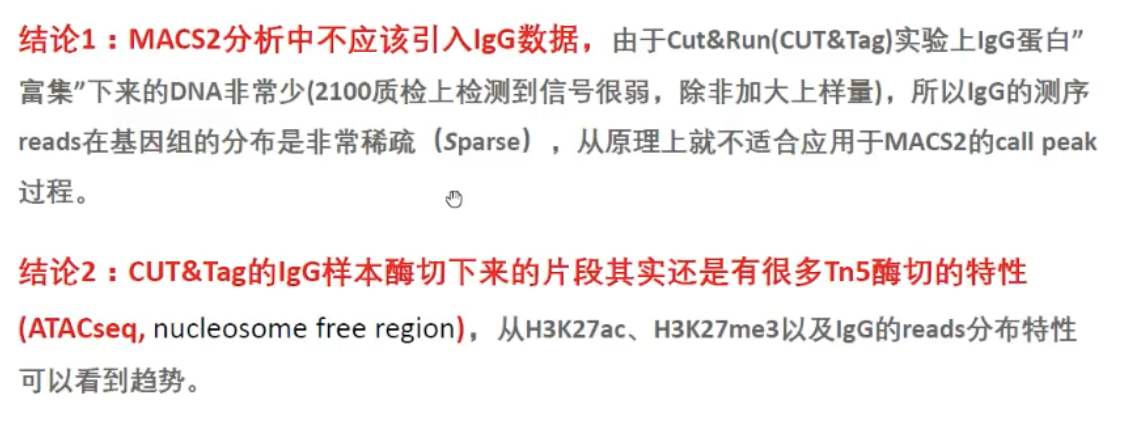 结论1：MACS2分析中不应该引入IgG数据，由于Cut&Run(CUT&Tag)实验上IgG蛋白”
富集”下来的DNA非常少(2100质检上检测到信号很弱，除非加大上样量)，所以IgG的测序
reads在基因组的分布是非常稀疏（Sparse），从原理上就不适合应用于MACS2的call peak
过程。
结论2：CUT&Tag的IgG样本酶切下来的片段其实还是有很多Tn5酶切的特性
(ATACseq, nucleosome free region)，从H3K27ac、H3K27me3以及IgG的reads分布特性
可以看到趋势。